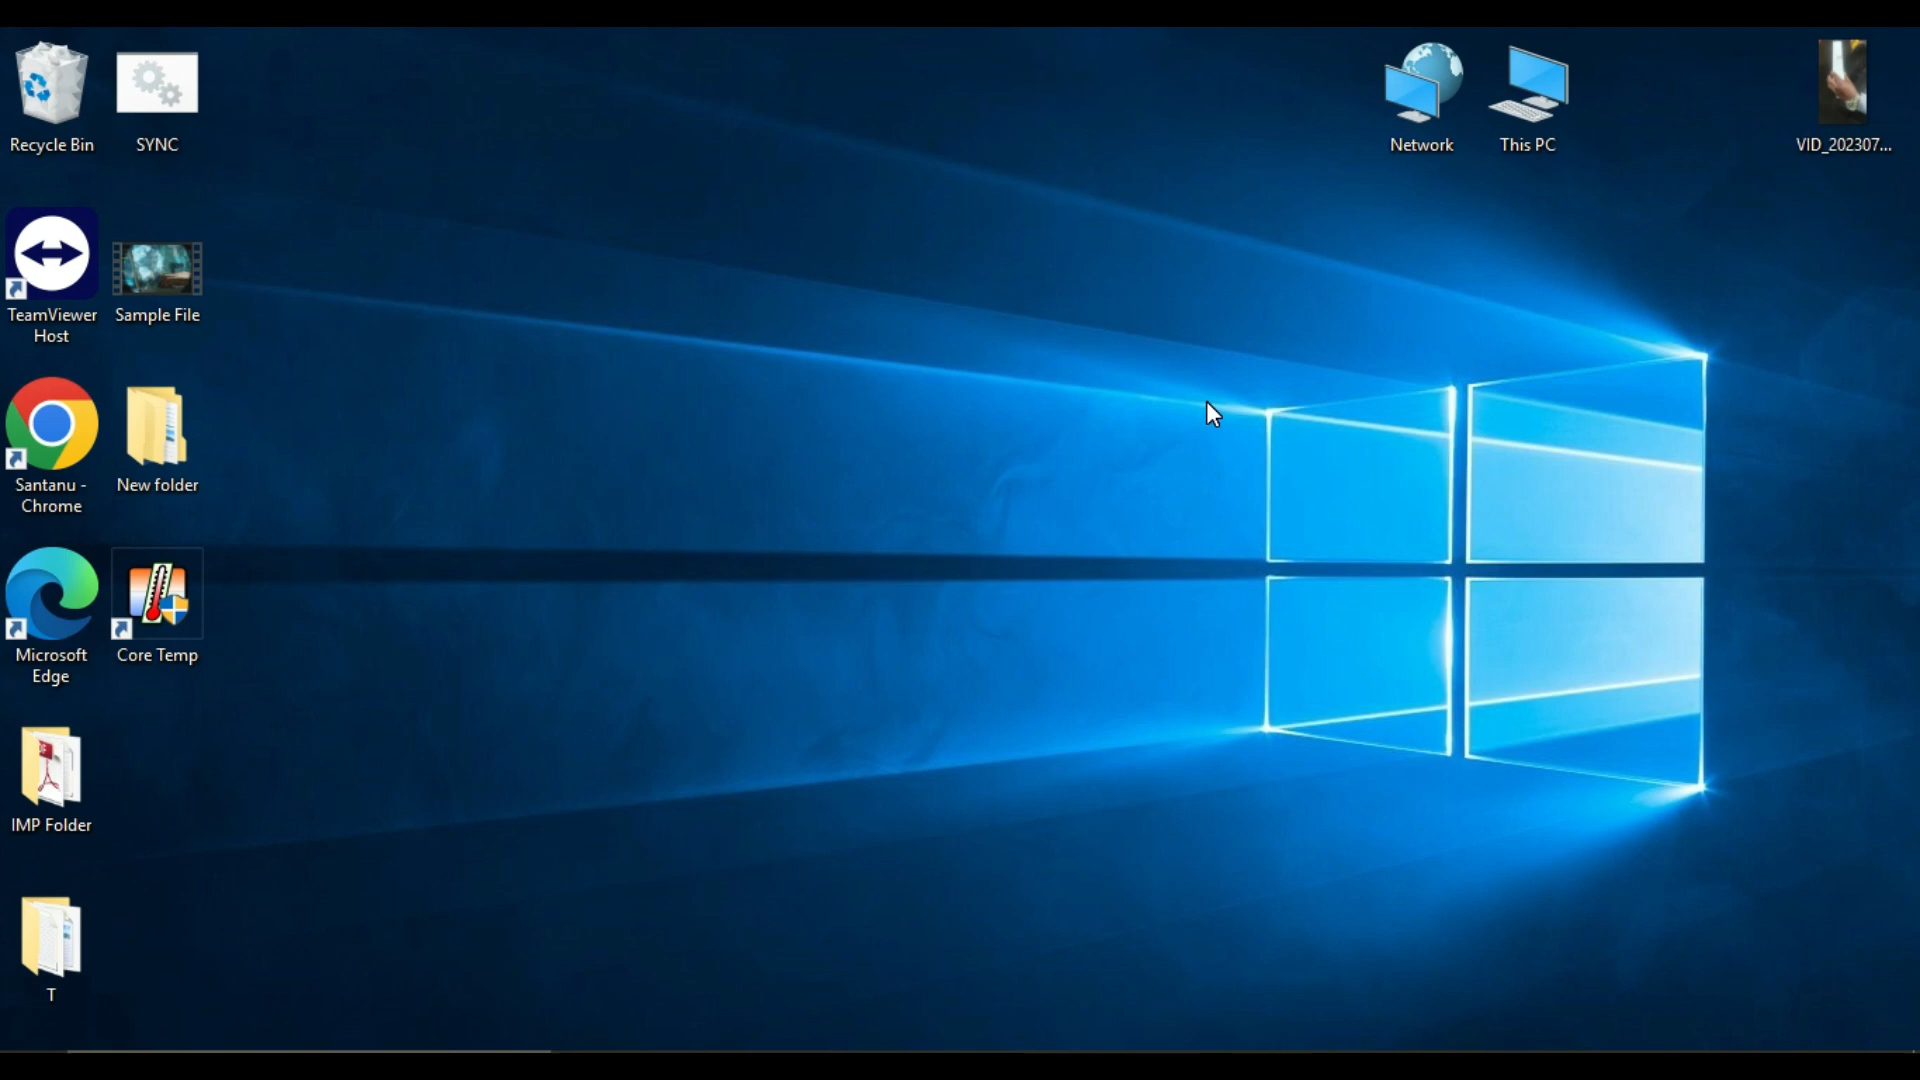 Recycle Bin
SYNC
Network
This PC
VID_202307...
TeamViewer
Host
Sample File
Santanu -
Chrome
New folder
Microsoft
Edge
Core Temp
IMP Folder
T